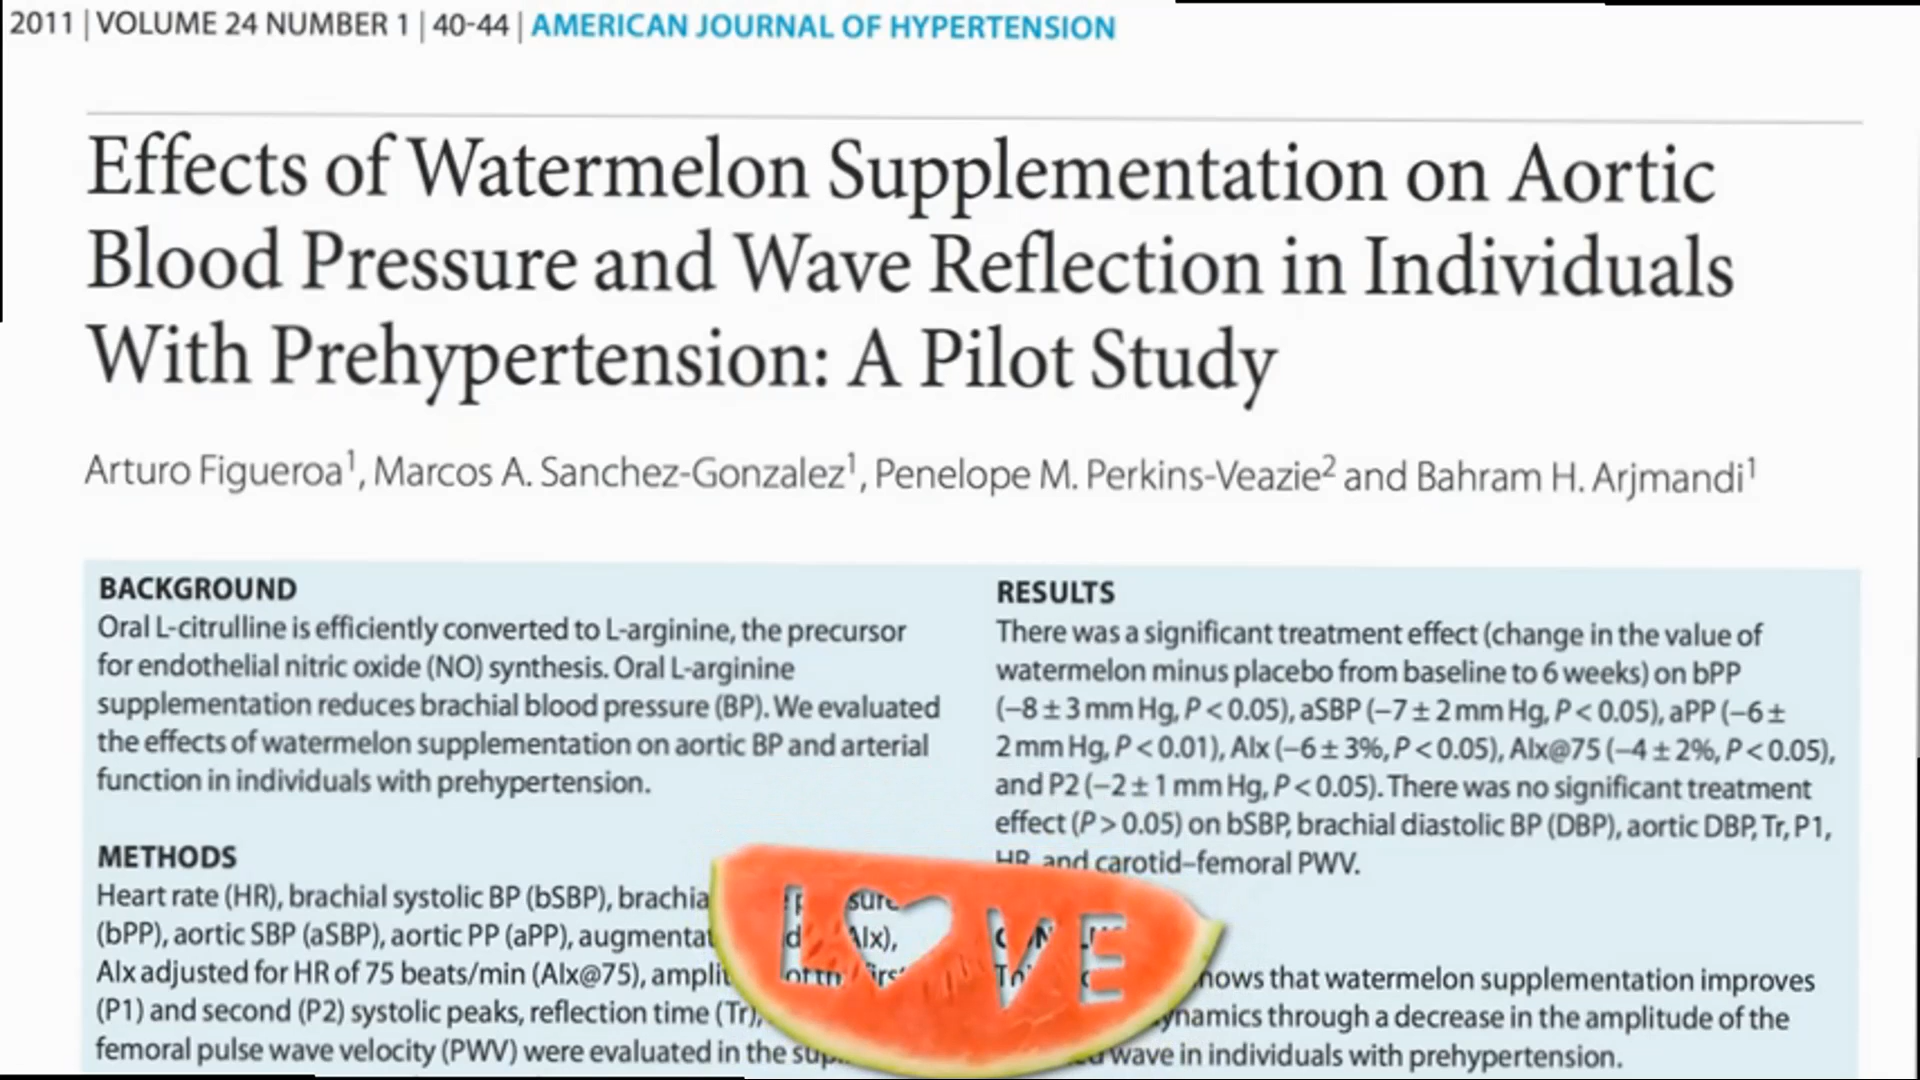 2011 | VOLUME 24 NUMBER 1 | 40-44 | AMERICAN JOURNAL OF HYPERTENSION
Effects of Watermelon Supplementation on Aortic
Blood Pressure and Wave Reflection in Individuals
With Prehypertension: A Pilot Study
Arturo Figueroa¹, Marcos A. Sanchez-Gonzalez¹, Penelope M. Perkins-Veazie² and Bahram H. Arjmandi¹
BACKGROUND
Oral L-citrulline is efficiently converted to L-arginine, the precursor
for endothelial nitric oxide (NO) synthesis. Oral L-arginine
supplementation reduces brachial blood pressure (BP). We evaluated
the effects of watermelon supplementation on aortic BP and arterial
function in individuals with prehypertension.
METHODS
Heart rate (HR), brachial systolic BP (bSBP), brachia
(bPP), aortic SBP (aSBP), aortic PP (aPP), augmentat
AIx adjusted for HR of 75 beats/min (AIx@75), amplit
(P1) and second (P2) systolic peaks, reflection time (Tr),
femoral pulse wave velocity (PWV) were evaluated in the
RESULTS
There was a significant treatment effect (change in the value of
watermelon minus placebo from baseline to 6 weeks) on bPP
(−8 ± 3 mm Hg, P < 0.05), aSBP (−7 ± 2 mm Hg, P < 0.05), aPP (−6 ±
2 mm Hg, P < 0.01), AIx (−6 ± 3%, P < 0.05), AIx@75 (−4 ± 2%, P < 0.05),
and P2 (−2 ± 1 mm Hg, P < 0.05). There was no significant treatment
effect (P > 0.05) on bSBP, brachial diastolic BP (DBP), aortic DBP, Tr, P1,
HR, and carotid–femoral PWV.
hows that watermelon supplementation improves
ynamics through a decrease in the amplitude of the
wave in individuals with prehypertension.
LOVE